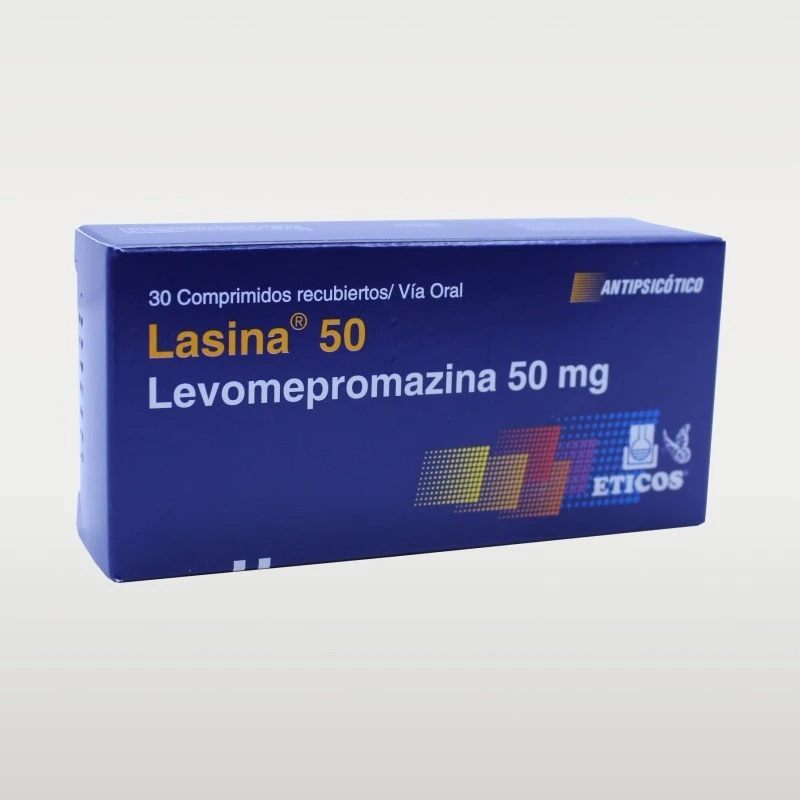 30 Comprimidos recubiertos/ Vía Oral
ANTIPSICÓTICO
Lasina® 50
Levomepromazina 50 mg
ETICOS